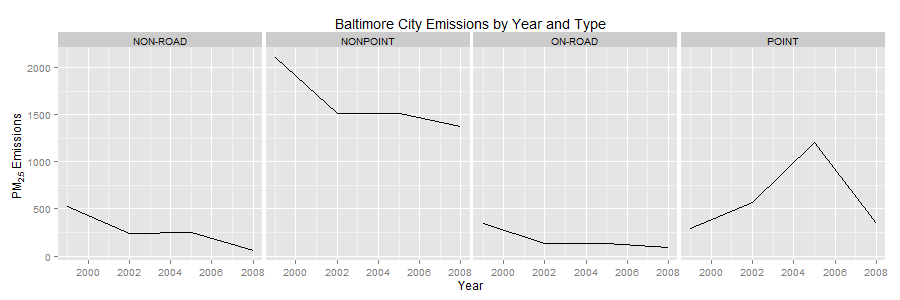 Baltimore City Emissions by Year and Type
NON-ROAD NONPOINT ON-ROAD POINT
PM2.5 Emissions
2000
1500
1000
500
0
2000 2002 2004 2006 2008 2000 2002 2004 2006 2008 2000 2002 2004 2006 2008 2000 2002 2004 2006 2008
Year